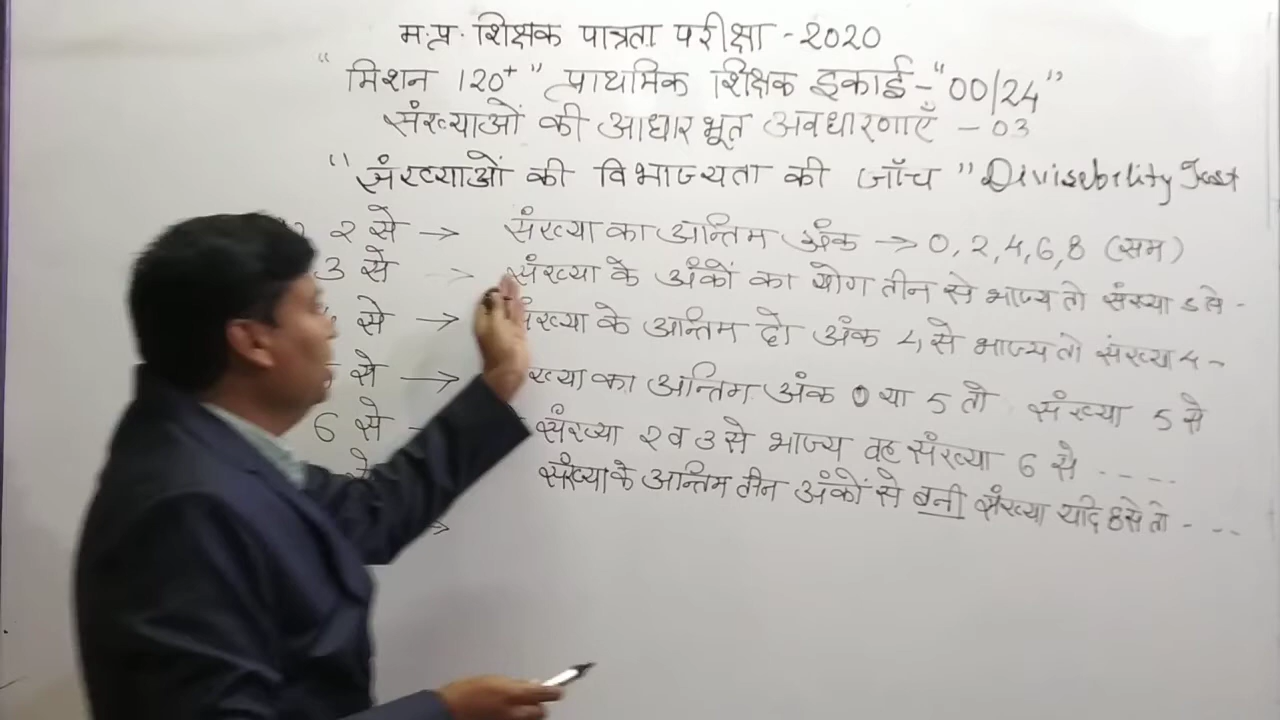 म.प्र. शिक्षक पात्रता परीक्षा - 2020
"मिशन 120+" प्राथमिक शिक्षक इकाई - "00/24"
संख्याओं की आधारभूत अवधारणाएँ - 03
"संख्याओं की विभाज्यता की जाँच" Divisebility Test
2 से → संख्या का अन्तिम अंक → 0, 2, 4, 6, 8 (सम)
3 से → संख्या के अंकों का योग तीन से भाज्य तो संख्या 3 से -
से → संख्या के अन्तिम दो अंक 4 से भाज्य तो संख्या 4 -
से → ख्या का अन्तिम अंक 0 या 5 तो संख्या 5 से
6 से - संख्या 2 व 3 से भाज्य वह संख्या 6 से - - - -
से संख्या के अन्तिम तीन अंकों से बनी संख्या यदि 8 से तो - - -
→